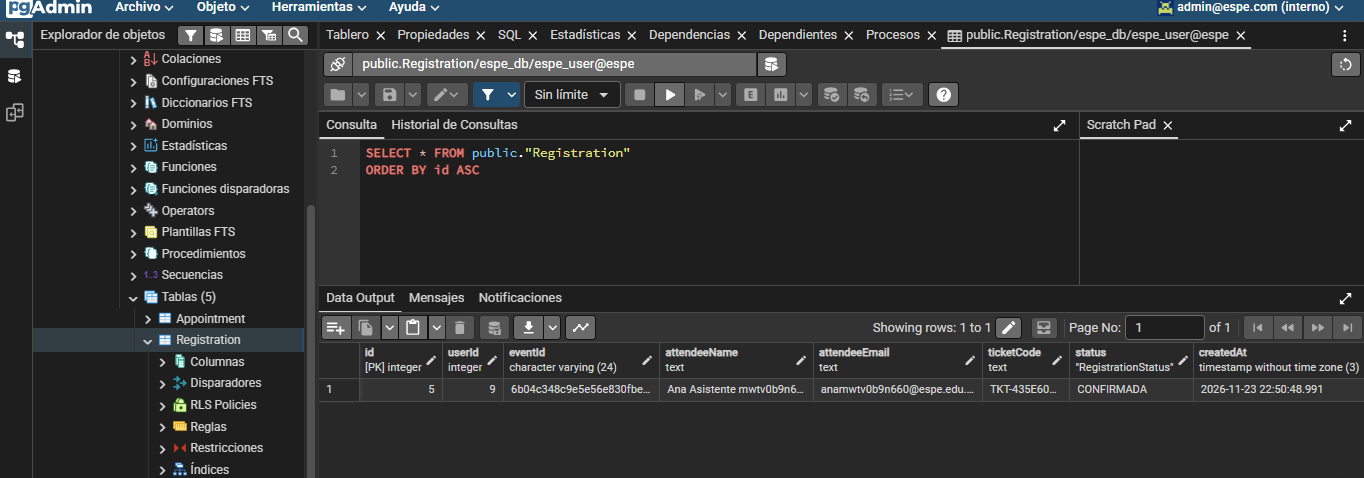 pgAdmin Archivo Objeto Herramientas Ayuda admin@espe.com (interno)
Explorador de objetos
Tablero Propiedades SQL Estadísticas Dependencias Dependientes Procesos public.Registration/espe_db/espe_user@espe
Colaciones
Configuraciones FTS
Diccionarios FTS
Dominios
Estadísticas
Funciones
Funciones disparadoras
Operators
Plantillas FTS
Procedimientos
1..3 Secuencias
Tablas (5)
Appointment
Registration
Columnas
Disparadores
RLS Policies
Reglas
Restricciones
Índices
public.Registration/espe_db/espe_user@espe
Sin límite
E
Consulta Historial de Consultas
Scratch Pad
1 SELECT * FROM public."Registration"
2 ORDER BY id ASC
Data Output Mensajes Notificaciones
Showing rows: 1 to 1 Page No: 1 of 1
id userId eventId attendeeName attendeeEmail ticketCode status createdAt
[PK] integer integer character varying (24) text text text "RegistrationStatus" timestamp without time zone (3)
1 5 9 6b04c348c9e5e56e830fbe... Ana Asistente mwtv0b9n6... anamwtv0b9n660@espe.edu.... TKT-435E60... CONFIRMADA 2026-11-23 22:50:48.991